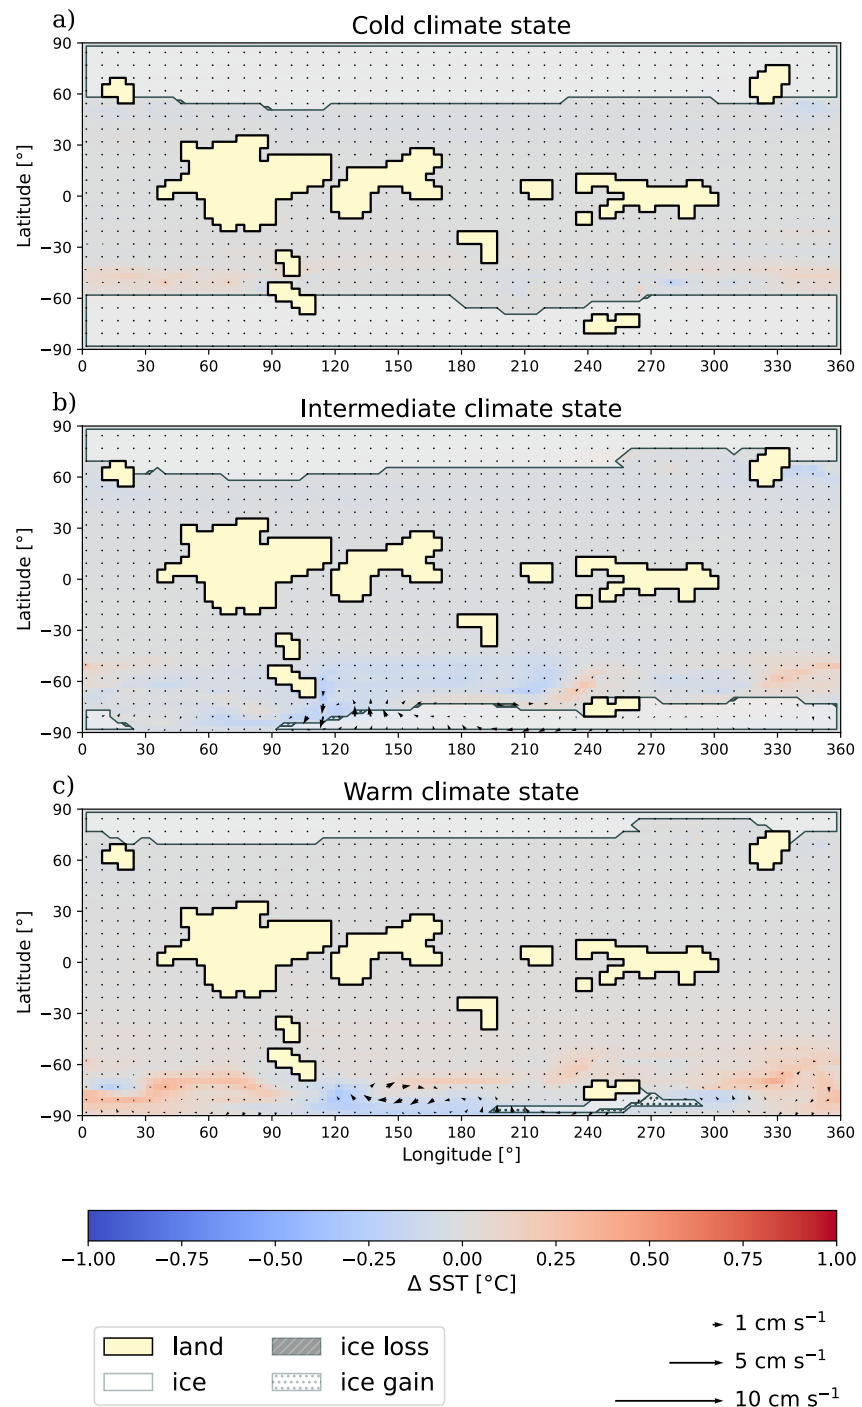 a)
Cold climate state
90
60
30
0
−30
−60
−90
Latitude [°]
0 30 60 90 120 150 180 210 240 270 300 330 360
b)
Intermediate climate state
90
60
30
0
−30
−60
−90
Latitude [°]
0 30 60 90 120 150 180 210 240 270 300 330 360
c)
Warm climate state
90
60
30
0
−30
−60
−90
Latitude [°]
0 30 60 90 120 150 180 210 240 270 300 330 360
Longitude [°]
−1.00 −0.75 −0.50 −0.25 0.00 0.25 0.50 0.75 1.00
Δ SST [°C]
land
ice
ice loss
ice gain
1 cm s⁻¹
5 cm s⁻¹
10 cm s⁻¹